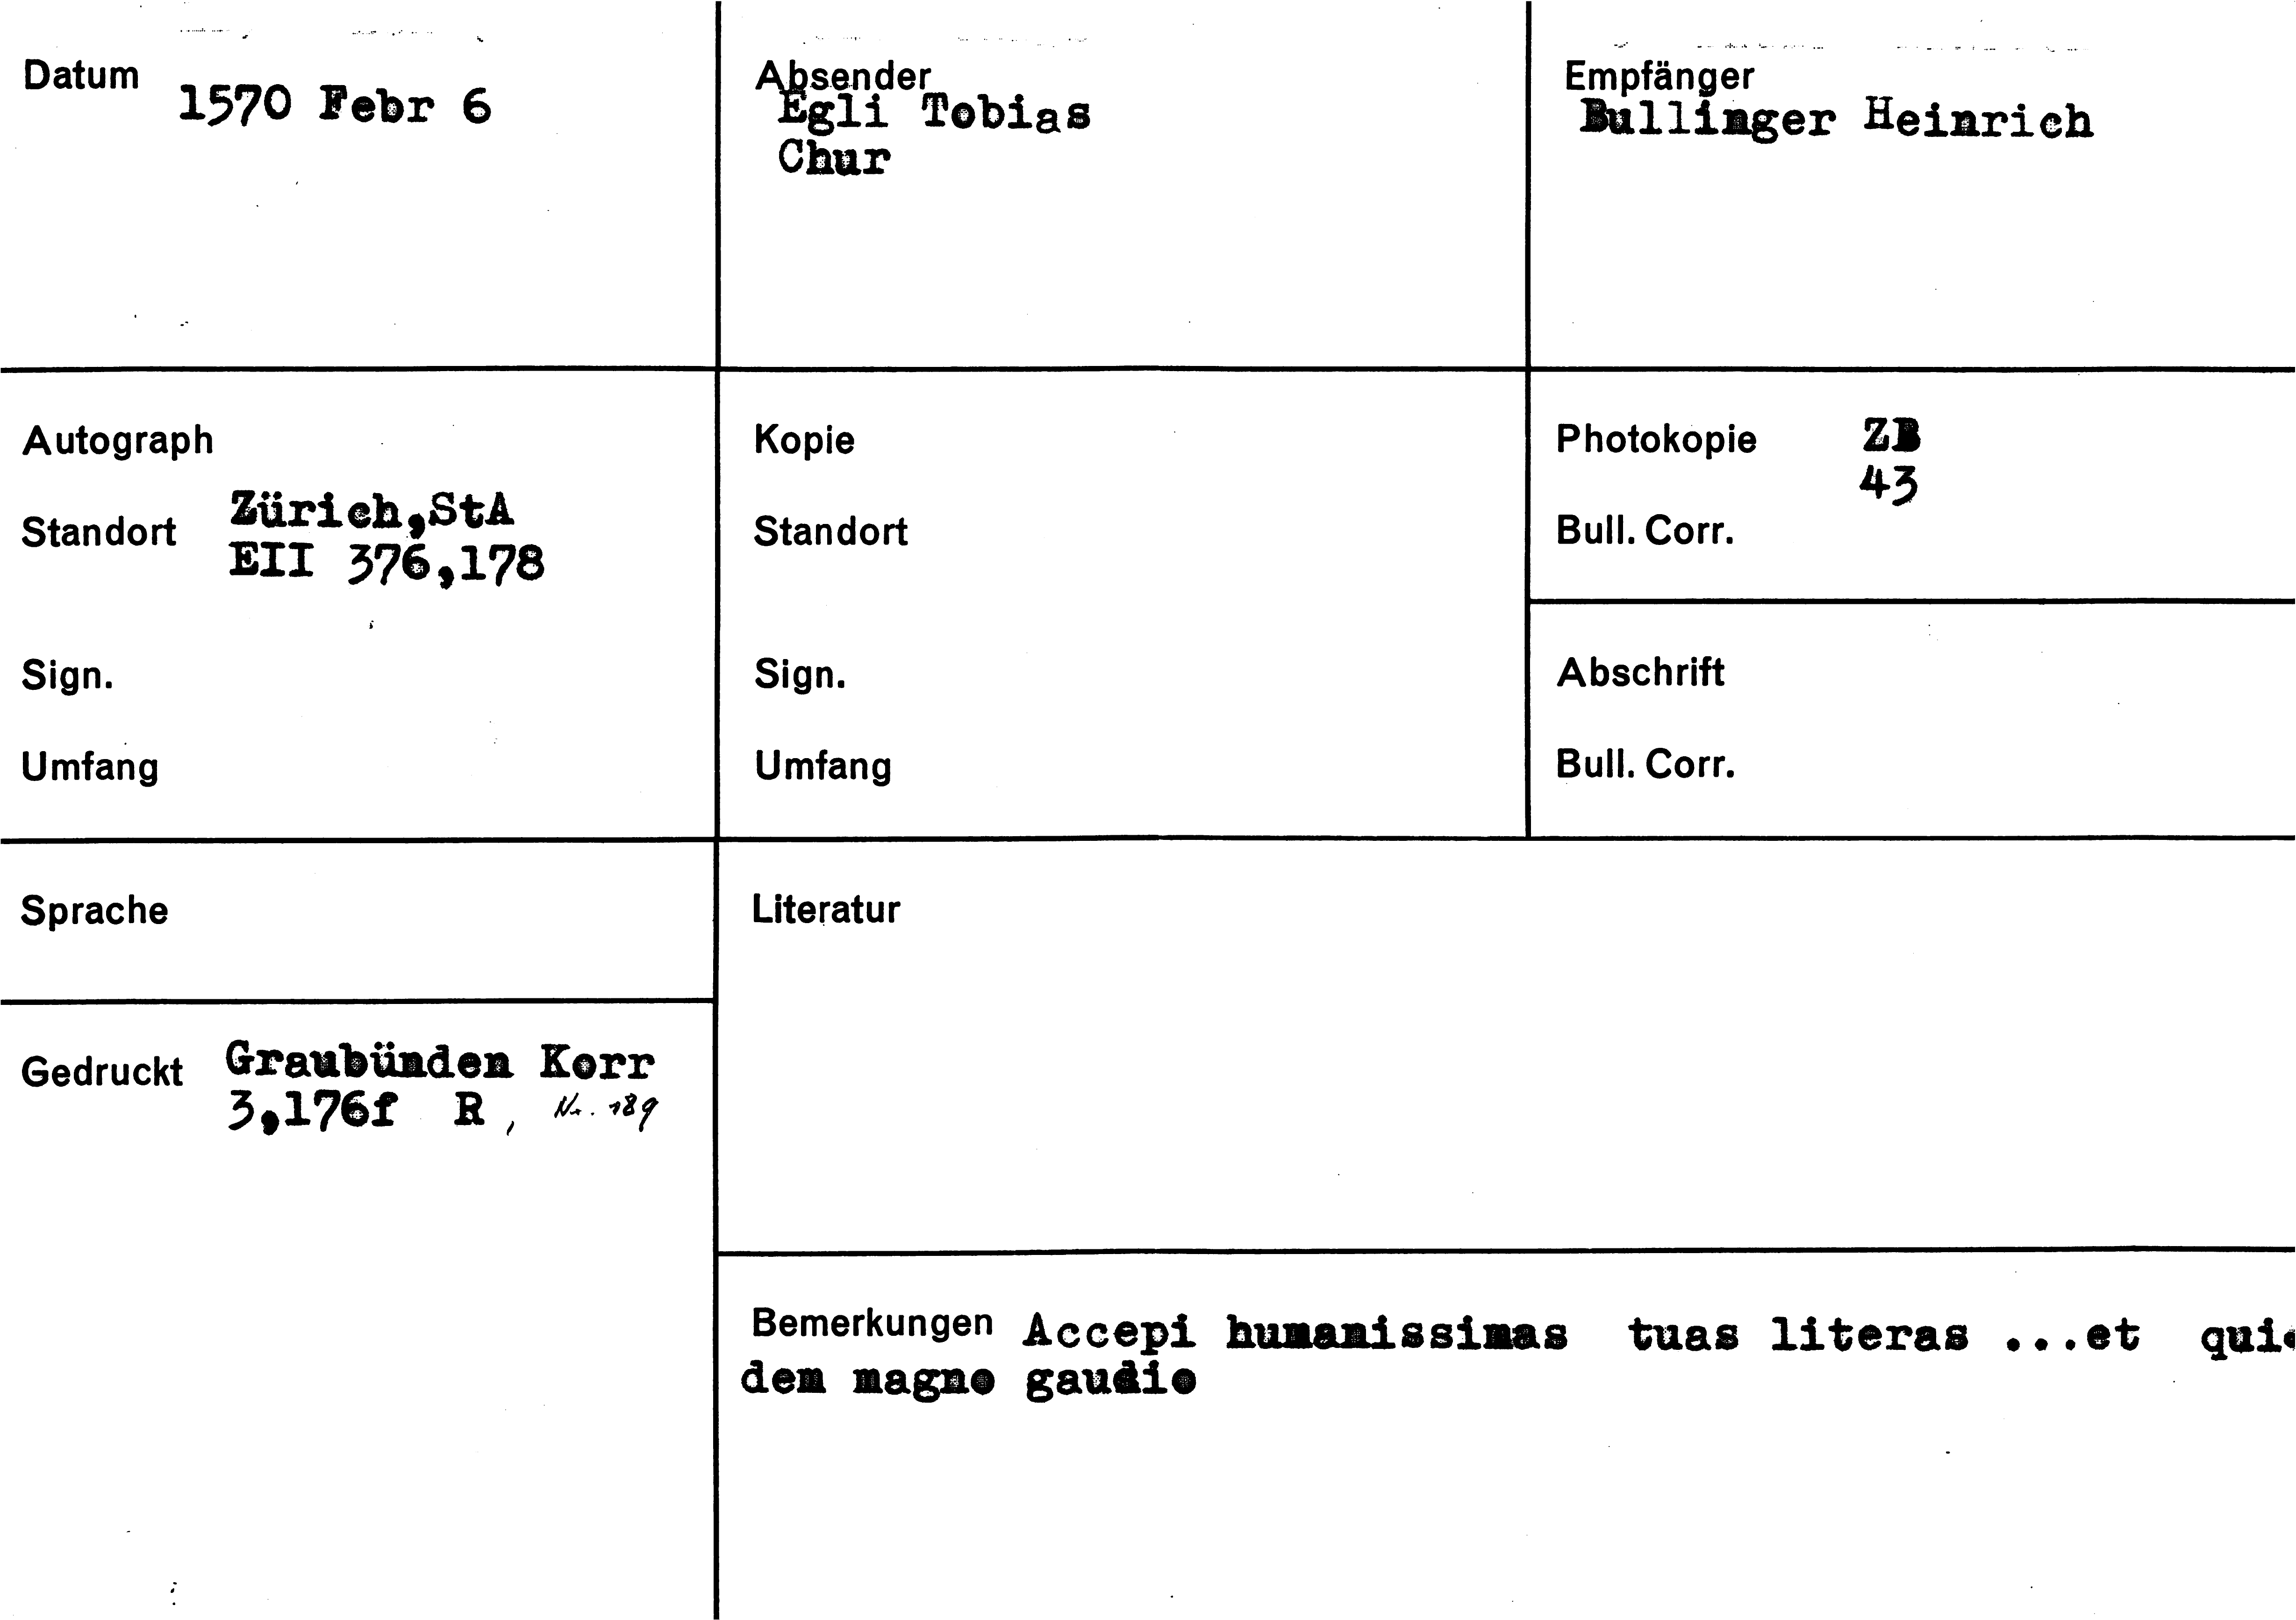 Datum 1570 Febr 6
Absender
Egli Tobias
Chur
Empfänger
Bullinger Heinrich
Autograph
Standort Zürich,StA
EII 376,178
Sign.
Umfang
Kopie
Standort
Sign.
Umfang
Photokopie ZB
43
Bull. Corr.
Abschrift
Bull. Corr.
Sprache
Gedruckt Graubünden Korr
3,176f R, Nr. 189
Literatur
Bemerkungen Accepi humanissimas tuas literas ...et qui
dem magno gaudio